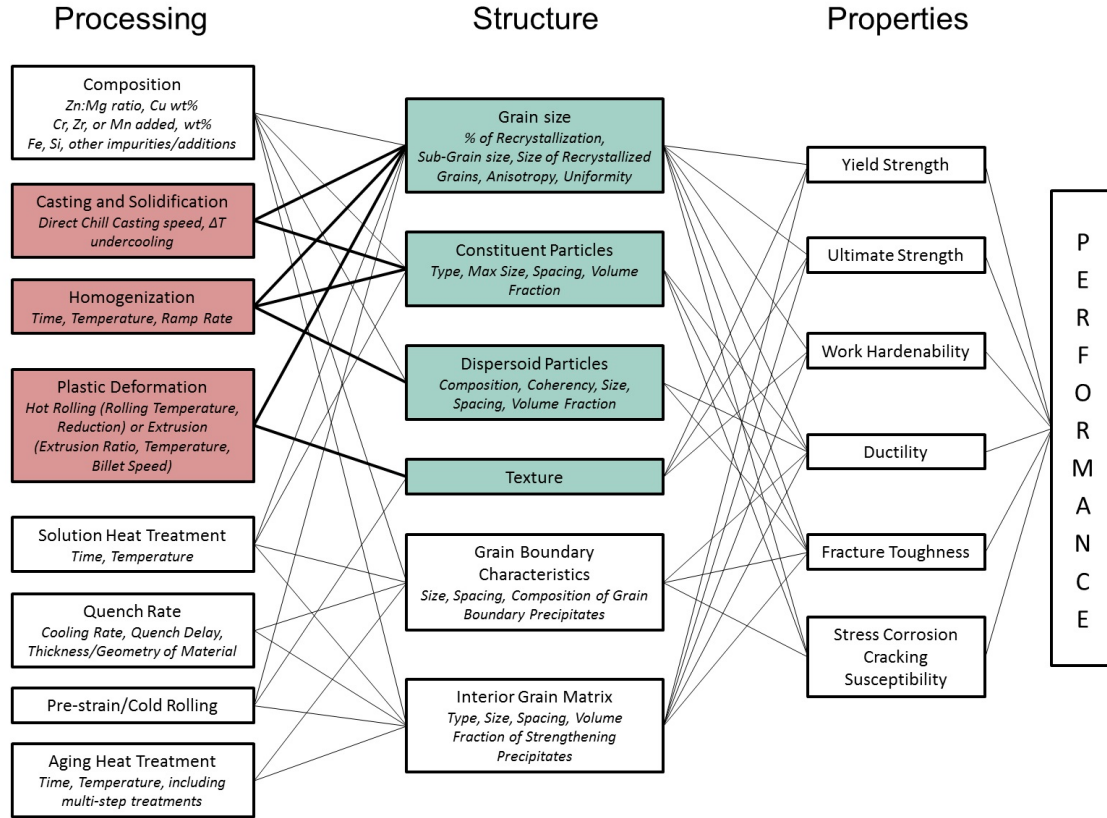 Processing
Structure
Properties
Composition
Zn:Mg ratio, Cu wt%
Cr, Zr, or Mn added, wt%
Fe, Si, other impurities/additions
Casting and Solidification
Direct Chill Casting speed, ΔT
undercooling
Homogenization
Time, Temperature, Ramp Rate
Plastic Deformation
Hot Rolling (Rolling Temperature,
Reduction) or Extrusion
(Extrusion Ratio, Temperature,
Billet Speed)
Solution Heat Treatment
Time, Temperature
Quench Rate
Cooling Rate, Quench Delay,
Thickness/Geometry of Material
Pre-strain/Cold Rolling
Aging Heat Treatment
Time, Temperature, including
multi-step treatments
Grain size
% of Recrystallization,
Sub-Grain size, Size of Recrystallized
Grains, Anisotropy, Uniformity
Constituent Particles
Type, Max Size, Spacing, Volume
Fraction
Dispersoid Particles
Composition, Coherency, Size,
Spacing, Volume Fraction
Texture
Grain Boundary
Characteristics
Size, Spacing, Composition of Grain
Boundary Precipitates
Interior Grain Matrix
Type, Size, Spacing, Volume
Fraction of Strengthening
Precipitates
Yield Strength
Ultimate Strength
Work Hardenability
Ductility
Fracture Toughness
Stress Corrosion
Cracking
Susceptibility
PERFORMANCE